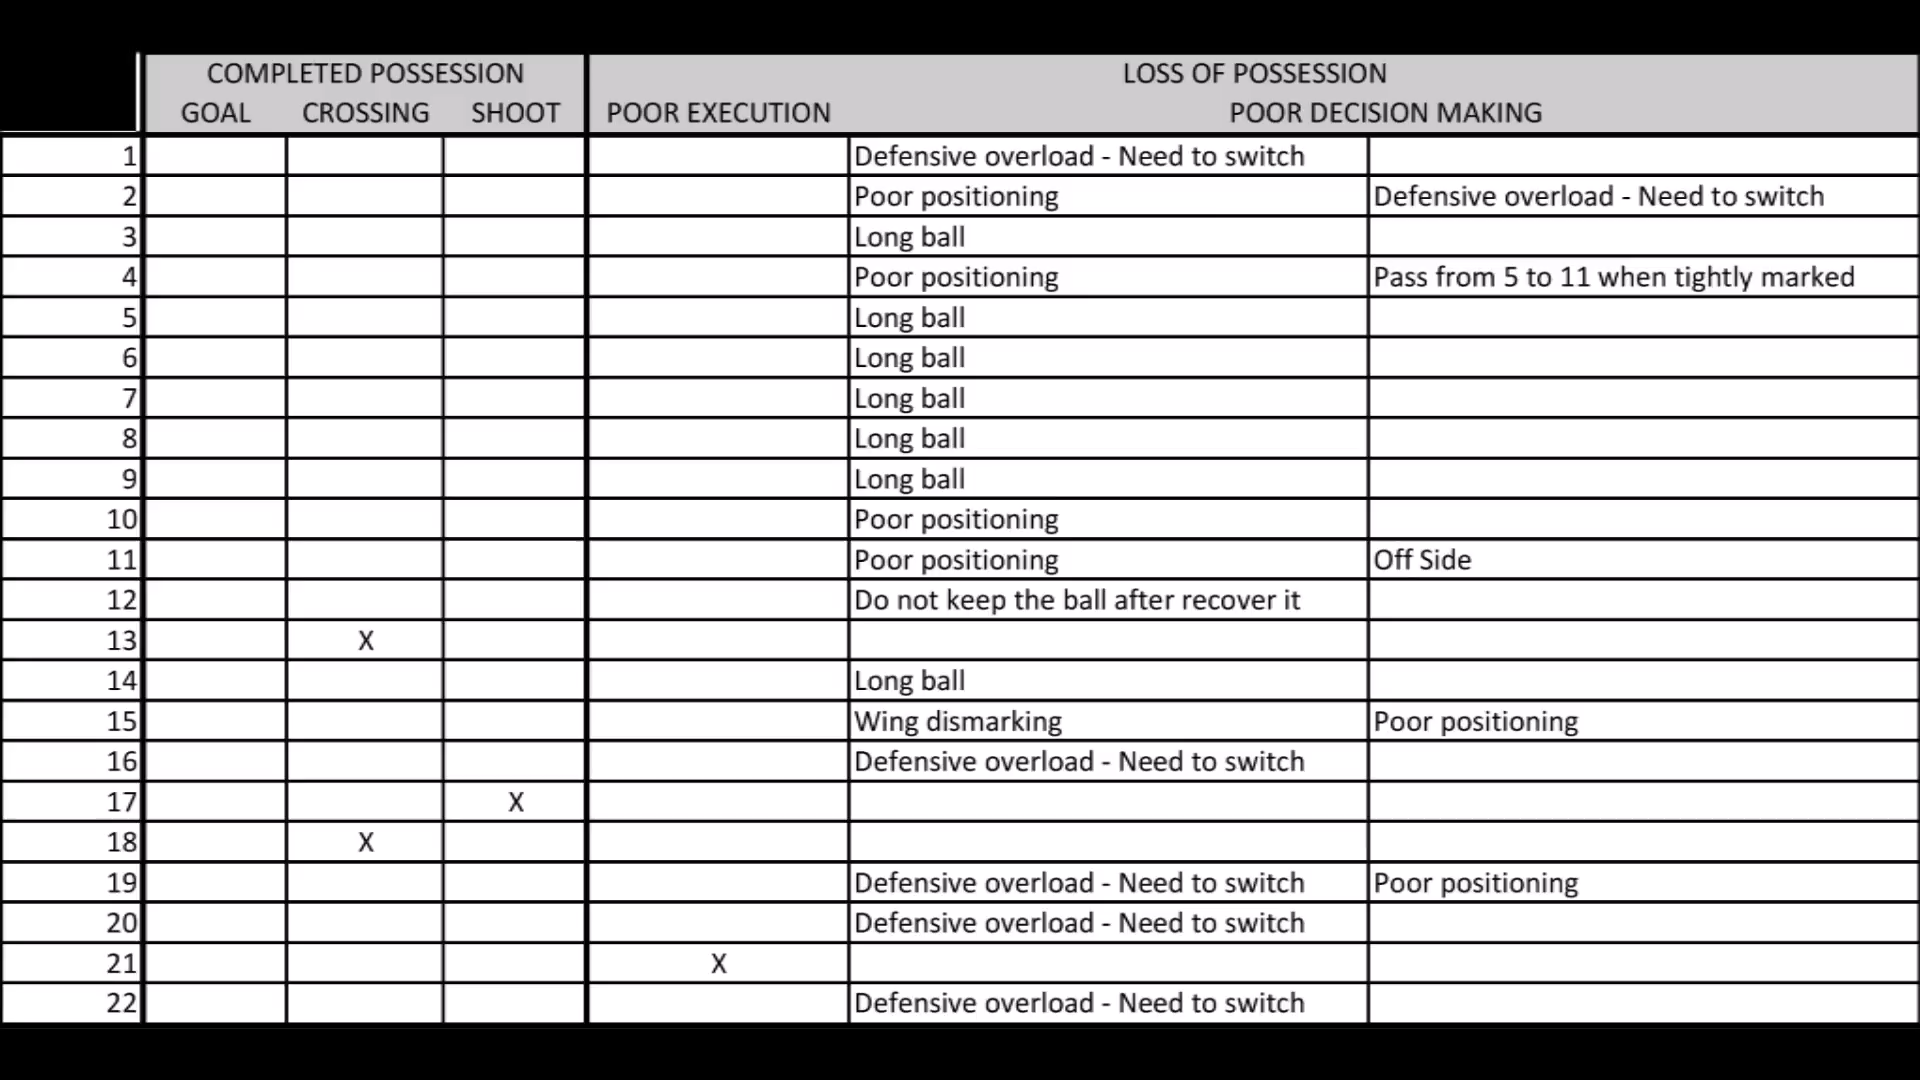 COMPLETED POSSESSION LOSS OF POSSESSION
GOAL CROSSING SHOOT POOR EXECUTION POOR DECISION MAKING
1 Defensive overload - Need to switch
2 Poor positioning Defensive overload - Need to switch
3 Long ball
4 Poor positioning Pass from 5 to 11 when tightly marked
5 Long ball
6 Long ball
7 Long ball
8 Long ball
9 Long ball
10 Poor positioning
11 Poor positioning Off Side
12 Do not keep the ball after recover it
13 X
14 Long ball
15 Wing dismarking Poor positioning
16 Defensive overload - Need to switch
17 X
18 X
19 Defensive overload - Need to switch Poor positioning
20 Defensive overload - Need to switch
21 X
22 Defensive overload - Need to switch